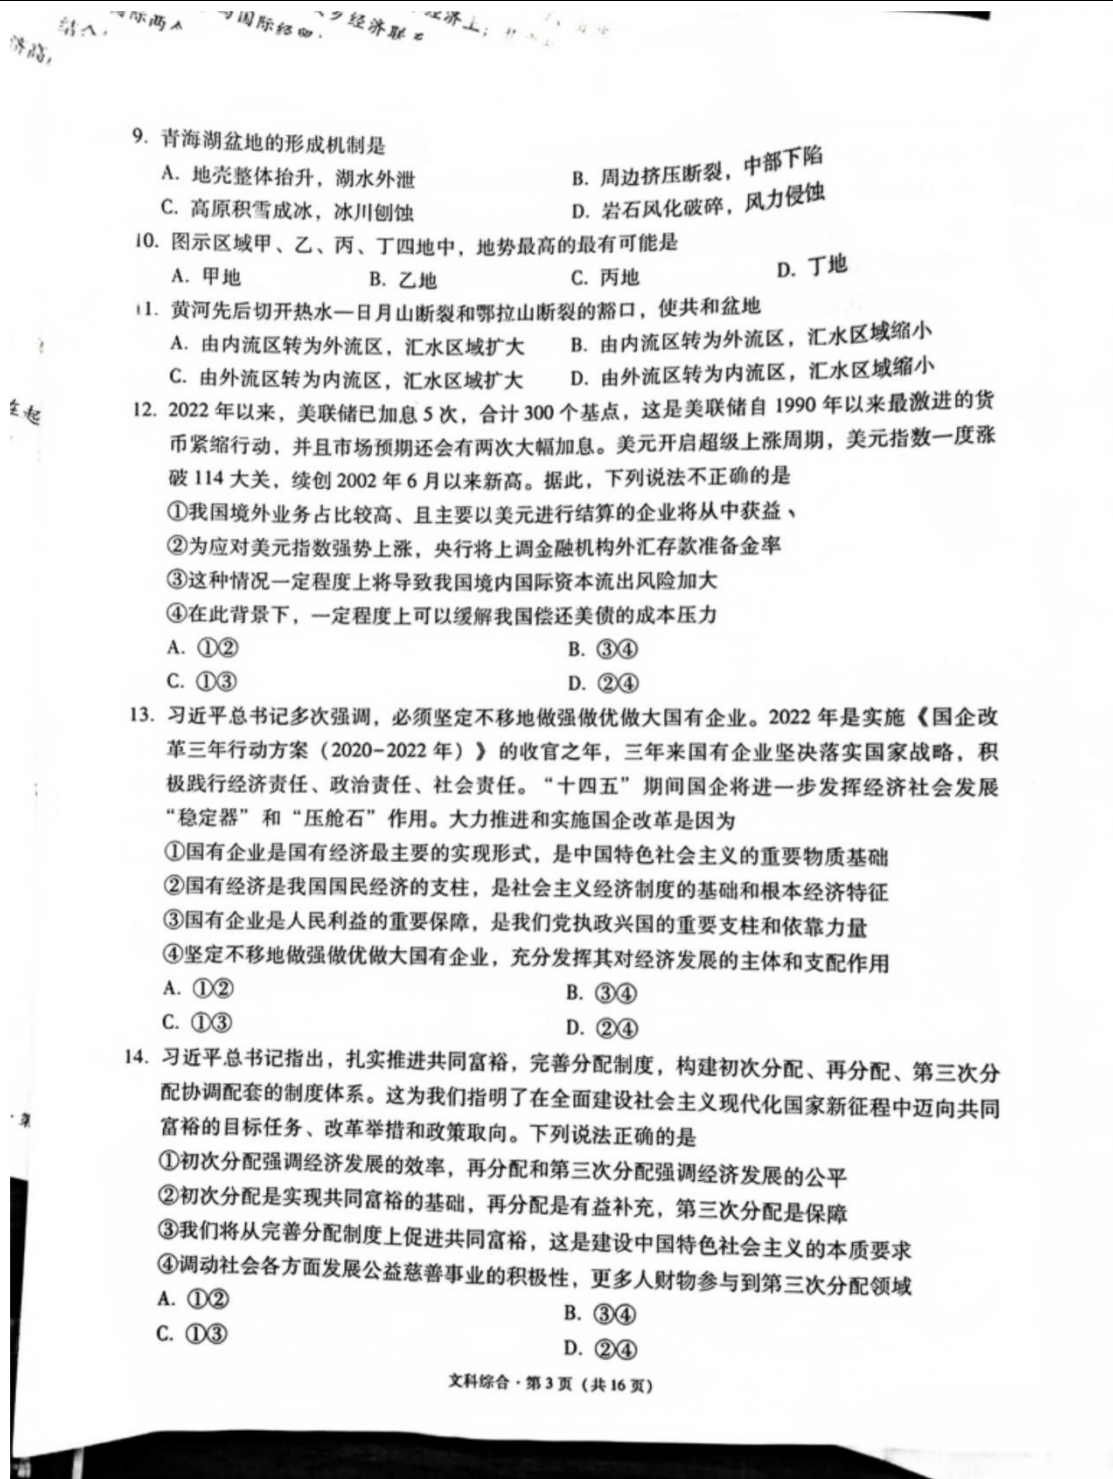 结合，
国际两
与国际经
乡经济联
经济上；
济高，
9. 青海湖盆地的形成机制是
A. 地壳整体抬升，湖水外泄 B. 周边挤压断裂，中部下陷
C. 高原积雪成冰，冰川刨蚀 D. 岩石风化破碎，风力侵蚀
10. 图示区域甲、乙、丙、丁四地中，地势最高的最有可能是
A. 甲地 B. 乙地 C. 丙地 D. 丁地
11. 黄河先后切开热水—日月山断裂和鄂拉山断裂的豁口，使共和盆地
A. 由内流区转为外流区，汇水区域扩大 B. 由内流区转为外流区，汇水区域缩小
C. 由外流区转为内流区，汇水区域扩大 D. 由外流区转为内流区，汇水区域缩小
起
12. 2022 年以来，美联储已加息 5 次，合计 300 个基点，这是美联储自 1990 年以来最激进的货
币紧缩行动，并且市场预期还会有两次大幅加息。美元开启超级上涨周期，美元指数一度涨
破 114 大关，续创 2002 年 6 月以来新高。据此，下列说法不正确的是
①我国境外业务占比较高、且主要以美元进行结算的企业将从中获益、
②为应对美元指数强势上涨，央行将上调金融机构外汇存款准备金率
③这种情况一定程度上将导致我国境内国际资本流出风险加大
④在此背景下，一定程度上可以缓解我国偿还美债的成本压力
A. ①② B. ③④
C. ①③ D. ②④
13. 习近平总书记多次强调，必须坚定不移地做强做优做大国有企业。2022 年是实施《国企改
革三年行动方案（2020-2022 年）》的收官之年，三年来国有企业坚决落实国家战略，积
极践行经济责任、政治责任、社会责任。“十四五”期间国企将进一步发挥经济社会发展
“稳定器”和“压舱石”作用。大力推进和实施国企改革是因为
①国有企业是国有经济最主要的实现形式，是中国特色社会主义的重要物质基础
②国有经济是我国国民经济的支柱，是社会主义经济制度的基础和根本经济特征
③国有企业是人民利益的重要保障，是我们党执政兴国的重要支柱和依靠力量
④坚定不移地做强做优做大国有企业，充分发挥其对经济发展的主体和支配作用
A. ①② B. ③④
C. ①③ D. ②④
14. 习近平总书记指出，扎实推进共同富裕，完善分配制度，构建初次分配、再分配、第三次分
配协调配套的制度体系。这为我们指明了在全面建设社会主义现代化国家新征程中迈向共同
富裕的目标任务、改革举措和政策取向。下列说法正确的是
· 第
①初次分配强调经济发展的效率，再分配和第三次分配强调经济发展的公平
②初次分配是实现共同富裕的基础，再分配是有益补充，第三次分配是保障
③我们将从完善分配制度上促进共同富裕，这是建设中国特色社会主义的本质要求
④调动社会各方面发展公益慈善事业的积极性，更多人财物参与到第三次分配领域
A. ①② B. ③④
C. ①③ D. ②④
文科综合·第 3 页（共 16 页）